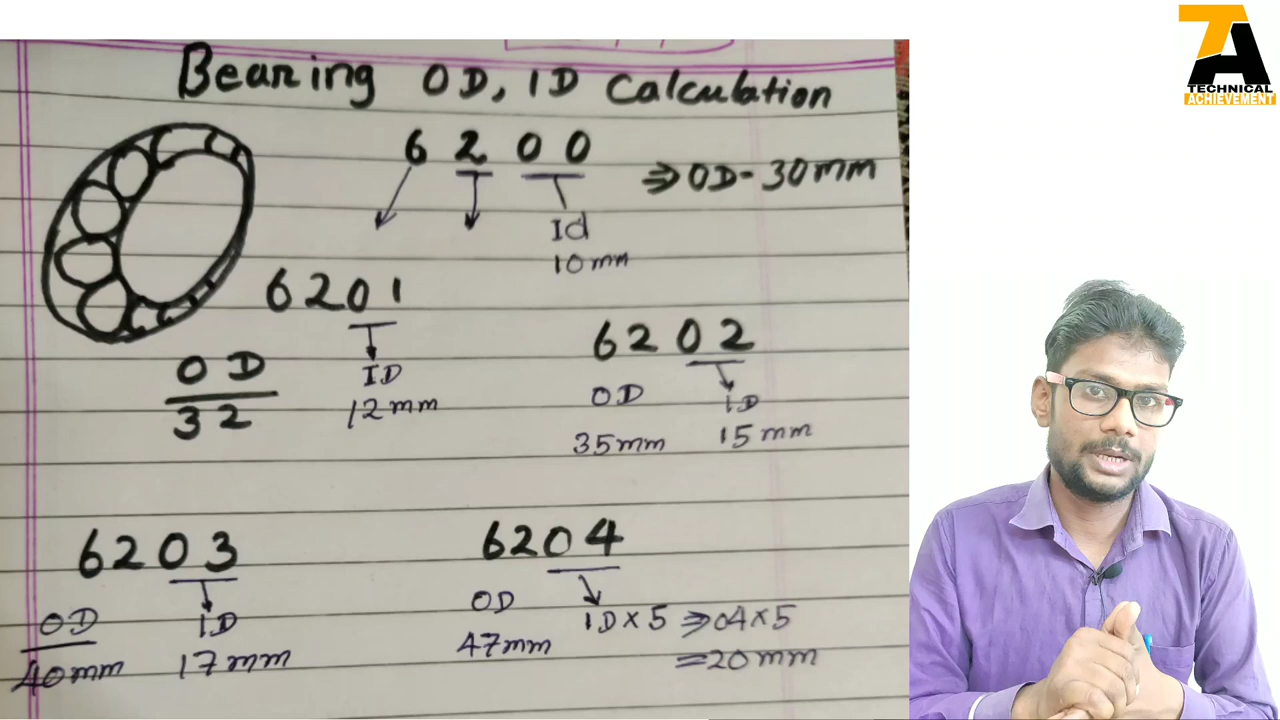 TA
TECHNICAL
ACHIEVEMENT
Bearing OD, ID Calculation
6 2 0 0 ⇒ OD- 30mm
Id
10mm
6201
ID
12mm
OD
32
6202
OD
35mm
ID
15mm
6203
OD
40mm
ID
17mm
6204
OD
47mm
ID×5 ⇒ 04×5
=20mm